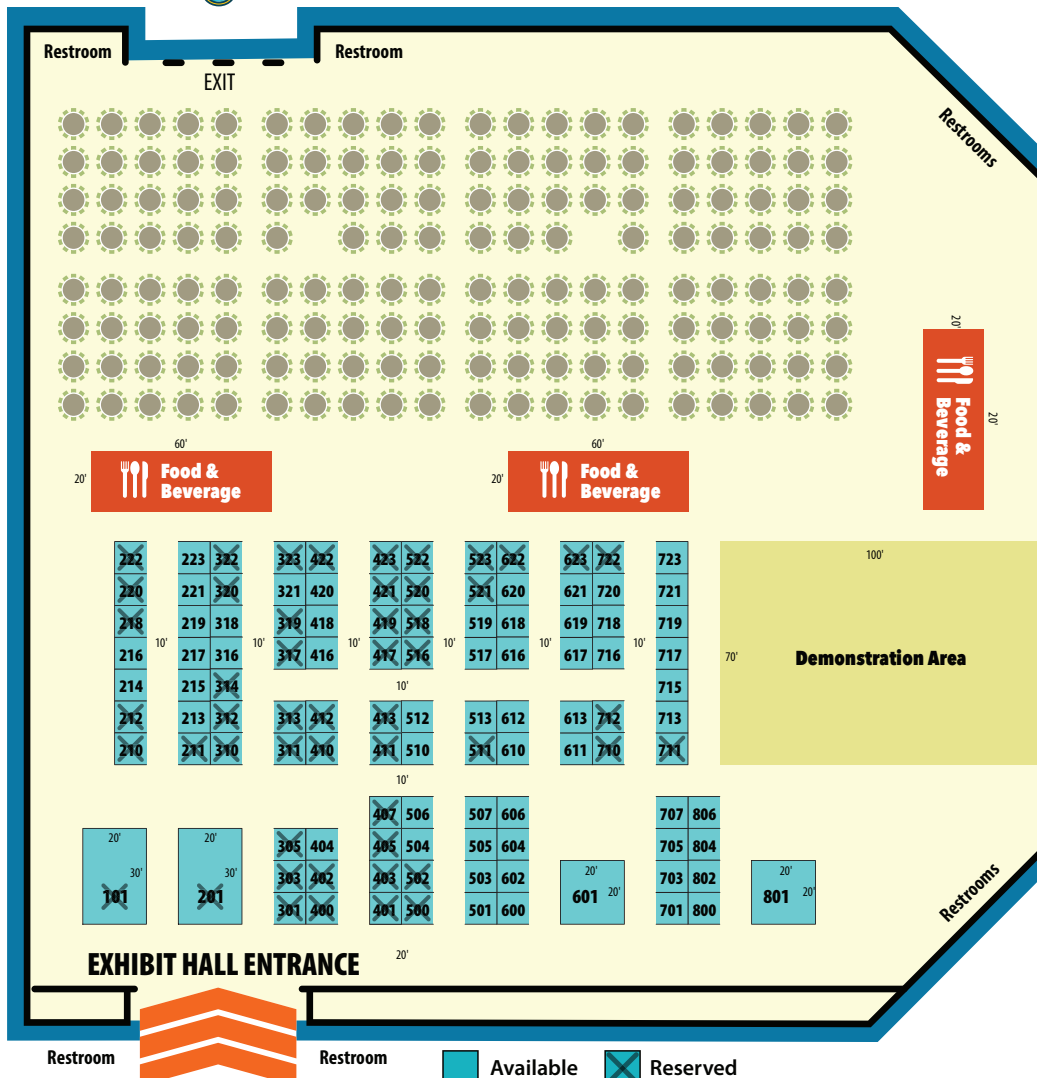 Restroom
Restroom
EXIT
Restrooms
20'
Food &
Beverage
20'
60'
60'
20'
Food &
Beverage
20'
Food &
Beverage
222 223 322 323 422 423 522 523 622 623 722 723
100'
220 221 320 321 420 421 520 521 620 621 720 721
218 219 318 319 418 419 518 519 618 619 718 719
10' 10' 10' 10' 10' 10'
216 217 316 317 416 417 516 517 616 617 716 717
70'
Demonstration Area
214 215 314 10' 715
212 213 312 313 412 413 512 513 612 613 712 713
210 211 310 311 410 411 510 511 610 611 710 711
10'
407 506 507 606 707 806
20' 20'
305 404 405 504 505 604 705 804
30' 30' 20' 20'
303 402 403 502 503 602 703 802
101 201 601 20' 801 20'
301 400 401 500 501 600 701 800
Restrooms
EXHIBIT HALL ENTRANCE
20'
Restroom
Restroom
Available
Reserved